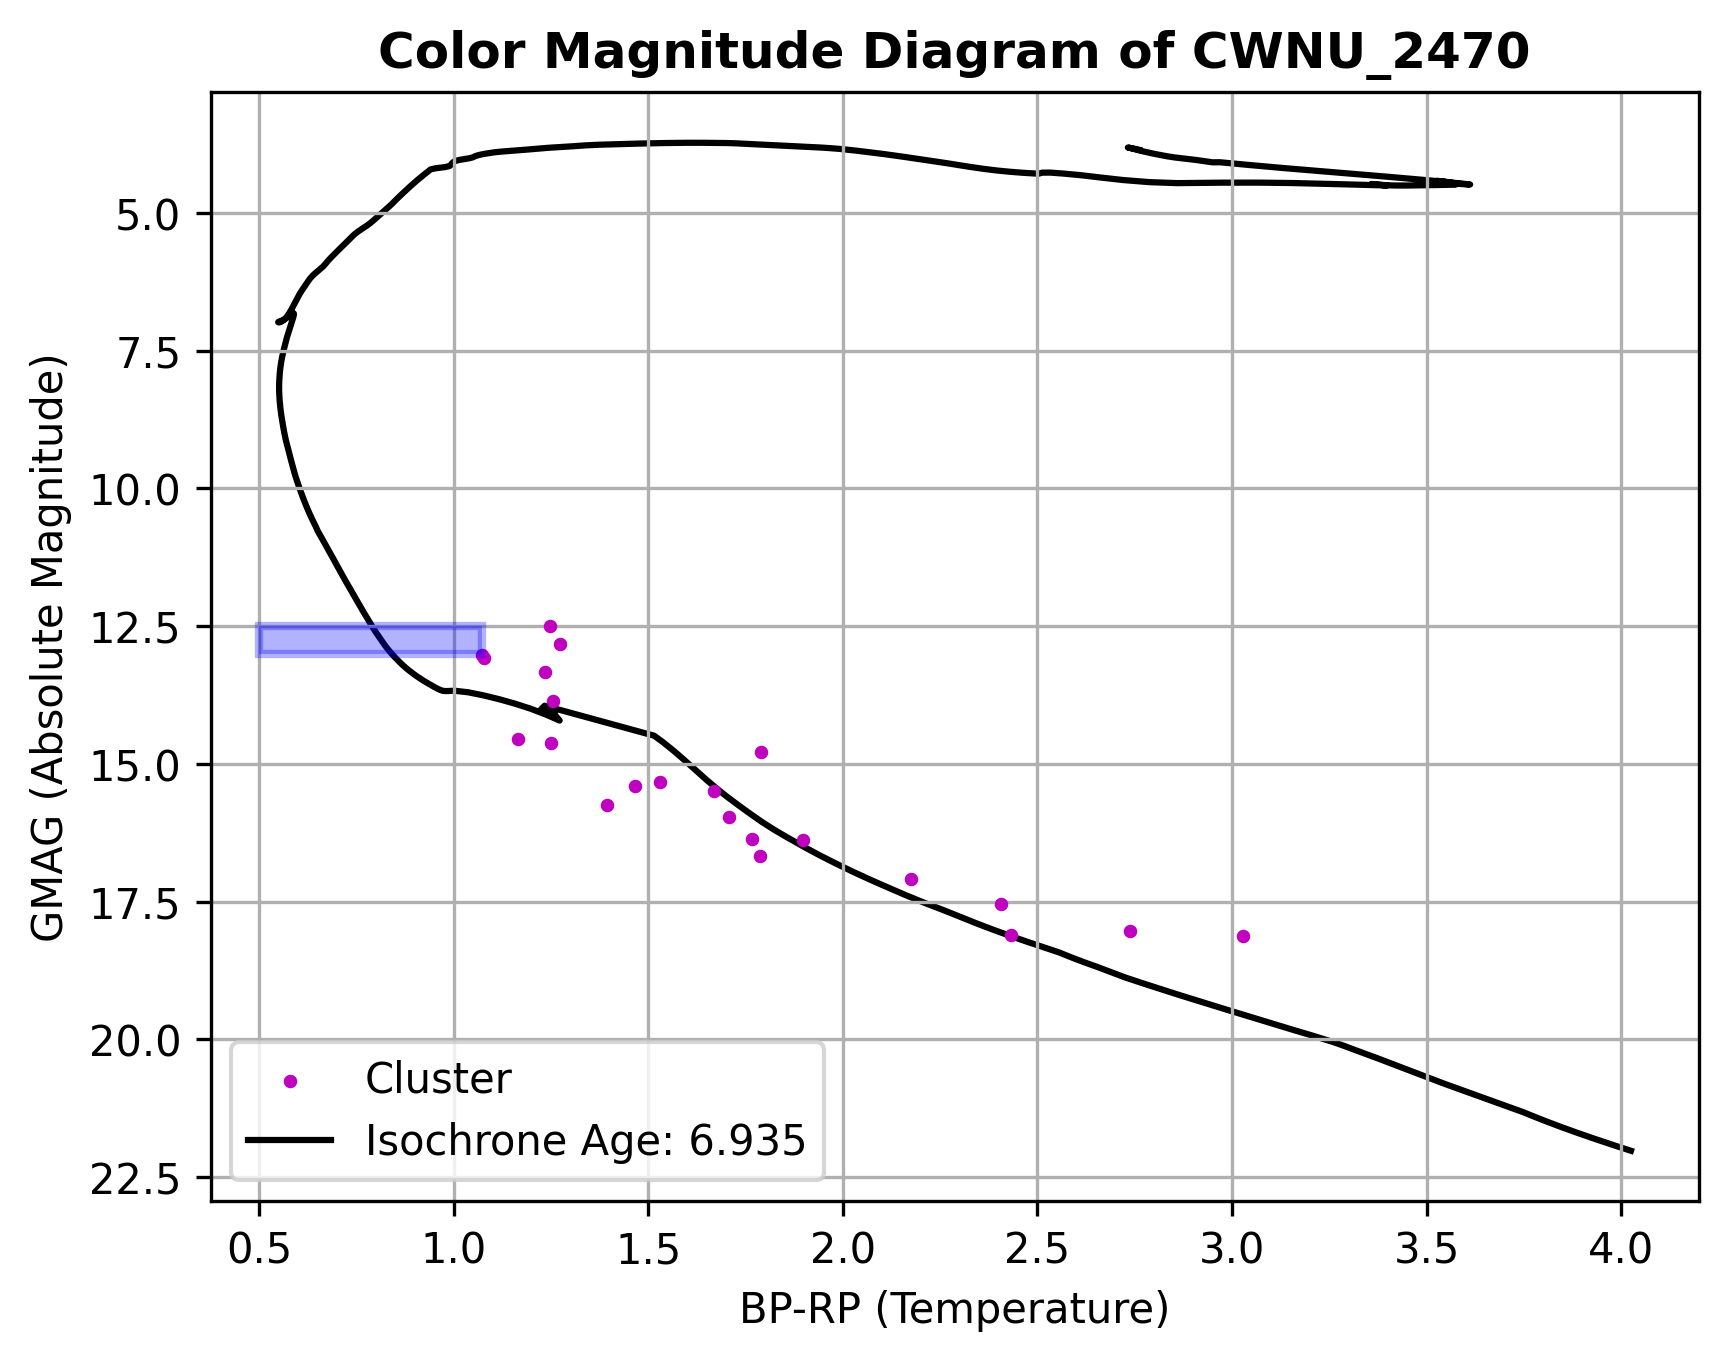 Color Magnitude Diagram of CWNU_2470
GMAG (Absolute Magnitude)
5.0
7.5
10.0
12.5
15.0
17.5
20.0
22.5
Cluster
Isochrone Age: 6.935
0.5 1.0 1.5 2.0 2.5 3.0 3.5 4.0
BP-RP (Temperature)